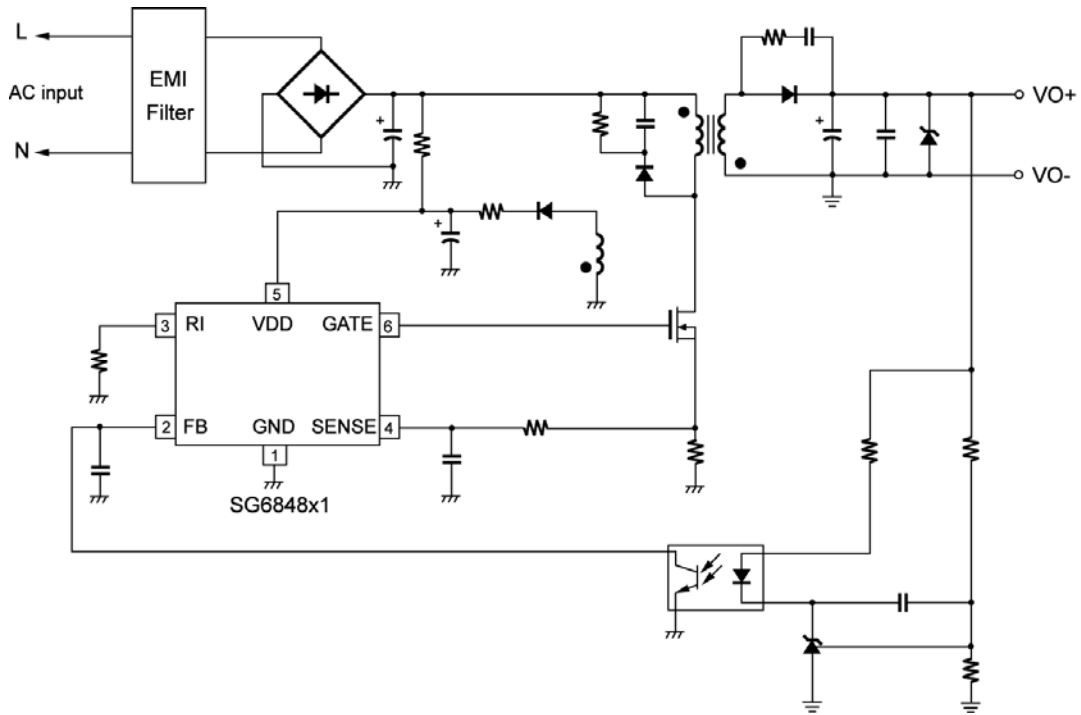 L
AC input
N
EMI
Filter
+
+
+
VO+
VO-
5
3 RI VDD GATE 6
2 FB GND SENSE 4
1
SG6848x1